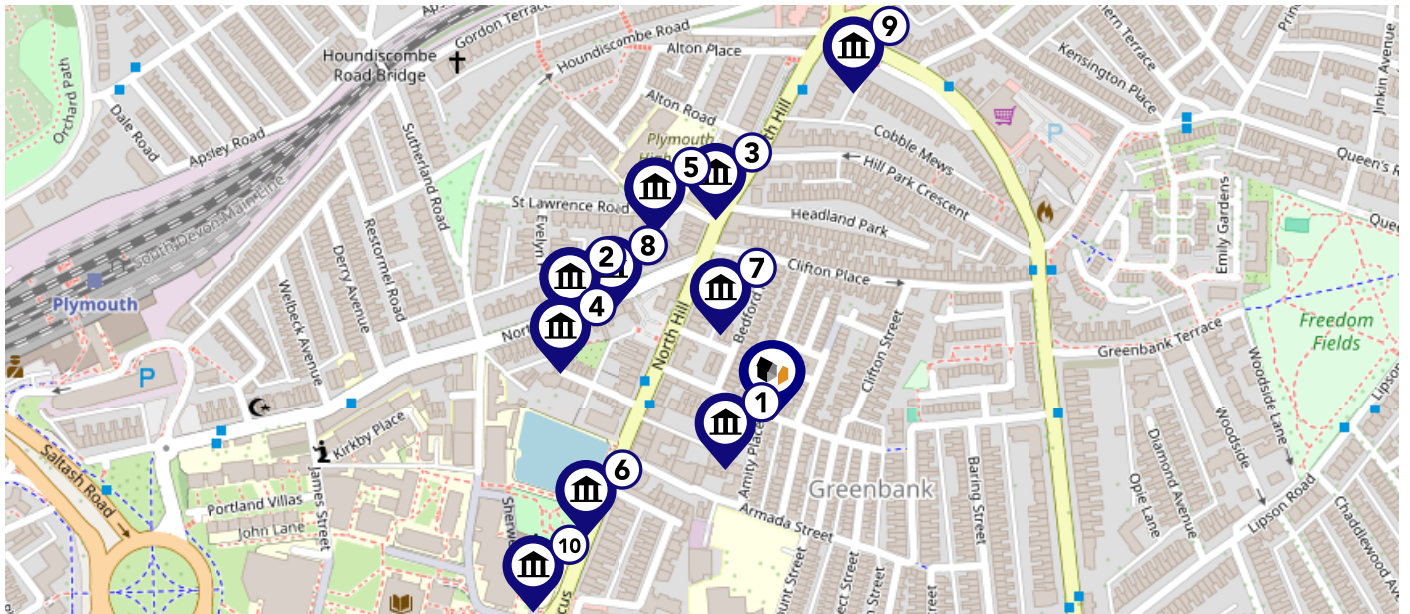 Orchard Path
Houndiscombe
Road Bridge
Gordon Terrace
Houndiscombe Road
Alton Place
9
Kensington Place
Jinkin Avenue
Dale Road
Apsley Road
Sutherland Road
Alton Road
Plymouth
3
5
Cobble Mews
Hill Park Crescent
P
South Devon Main Line
St Lawrence Road
Evelyn
Headland Park
Emily Gardens
Plymouth
Restormel Road
Derry Avenue
Welbeck Avenue
2
8
4
7
Clifton Place
North Hill
Bedford
Clifton Street
Greenbank Terrace
Freedom
Fields
P
1
Kirkby Place
Amity Place
Woodside Lane
Woodside
Saltash Road
Portland Villas
John Lane
James Street
6
10
Greenbank
Armada Street
Baring Street
Diamond Avenue
Opie Lane
Lipson Road
Chaddlewood